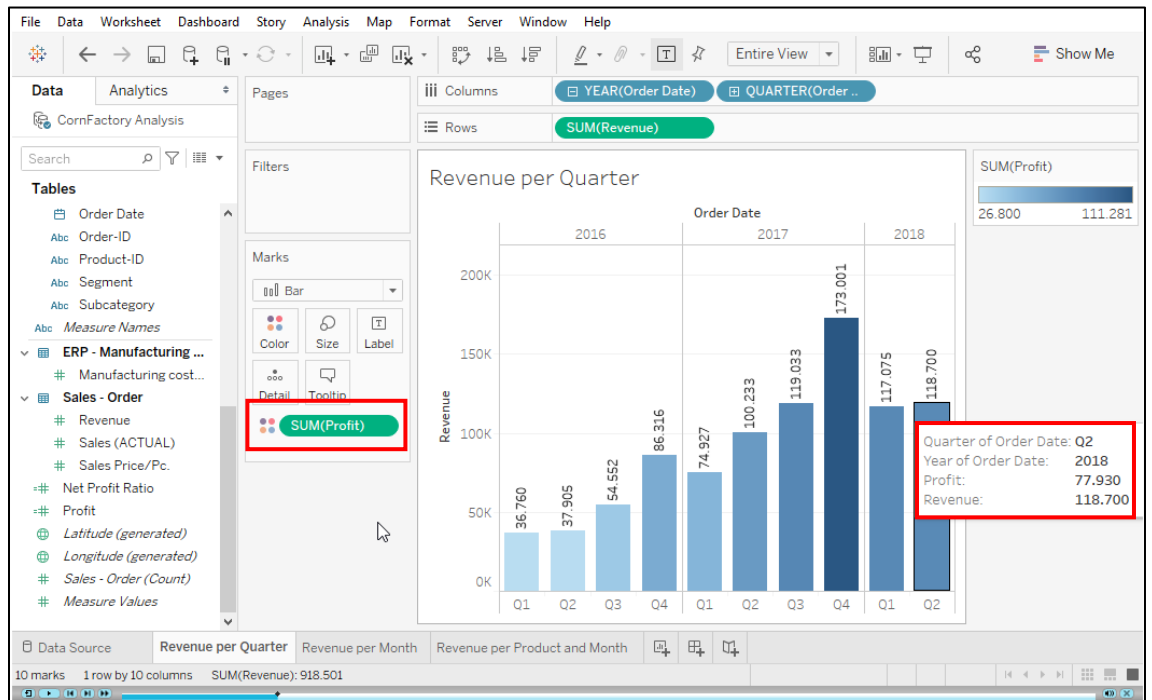 File Data Worksheet Dashboard Story Analysis Map Format Server Window Help
Entire View
Show Me
Data Analytics
CornFactory Analysis
Search
Tables
Order Date
Abc Order-ID
Abc Product-ID
Abc Segment
Abc Subcategory
Abc Measure Names
ERP - Manufacturing ...
# Manufacturing cost...
Sales - Order
# Revenue
# Sales (ACTUAL)
# Sales Price/Pc.
=# Net Profit Ratio
=# Profit
Latitude (generated)
Longitude (generated)
# Sales - Order (Count)
# Measure Values
Pages
Filters
Marks
Bar
Color Size Label
Detail Tooltip
SUM(Profit)
Columns YEAR(Order Date) QUARTER(Order ..
Rows SUM(Revenue)
Revenue per Quarter
Order Date
2016 2017 2018
Revenue
200K
150K
100K
50K
0K
36.760 37.905 54.552 86.316 74.927 100.233 119.033 173.001 117.075 118.700
Q1 Q2 Q3 Q4 Q1 Q2 Q3 Q4 Q1 Q2
SUM(Profit)
26.800 111.281
Quarter of Order Date: Q2
Year of Order Date: 2018
Profit: 77.930
Revenue: 118.700
Data Source Revenue per Quarter Revenue per Month Revenue per Product and Month
10 marks 1 row by 10 columns SUM(Revenue): 918.501